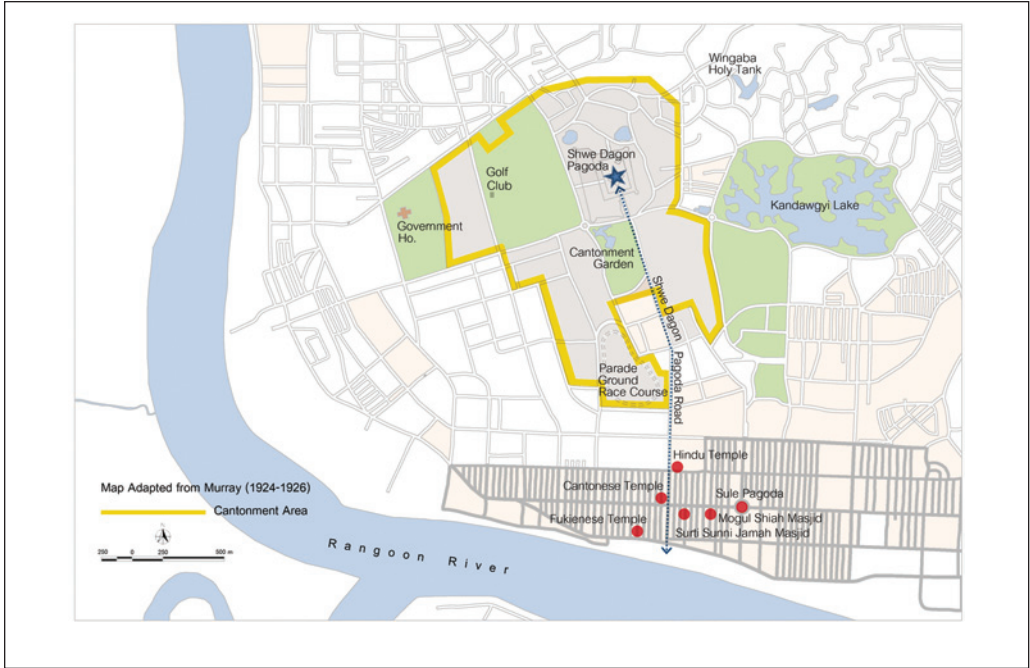 Wingaba
Holy Tank
Shwe Dagon
Pagoda
Golf
Club
Kandawgyi Lake
Government
Ho.
Cantonment
Garden
Shwe Dagon
Pagoda Road
Parade
Ground
Race Course
Hindu Temple
Cantonese Temple
Sule Pagoda
Fukienese Temple
Mogul Shiah Masjid
Surti Sunni Jamah Masjid
Map Adapted from Murray (1924-1926)
Cantonment Area
250 0 250 500 m
Rangoon River